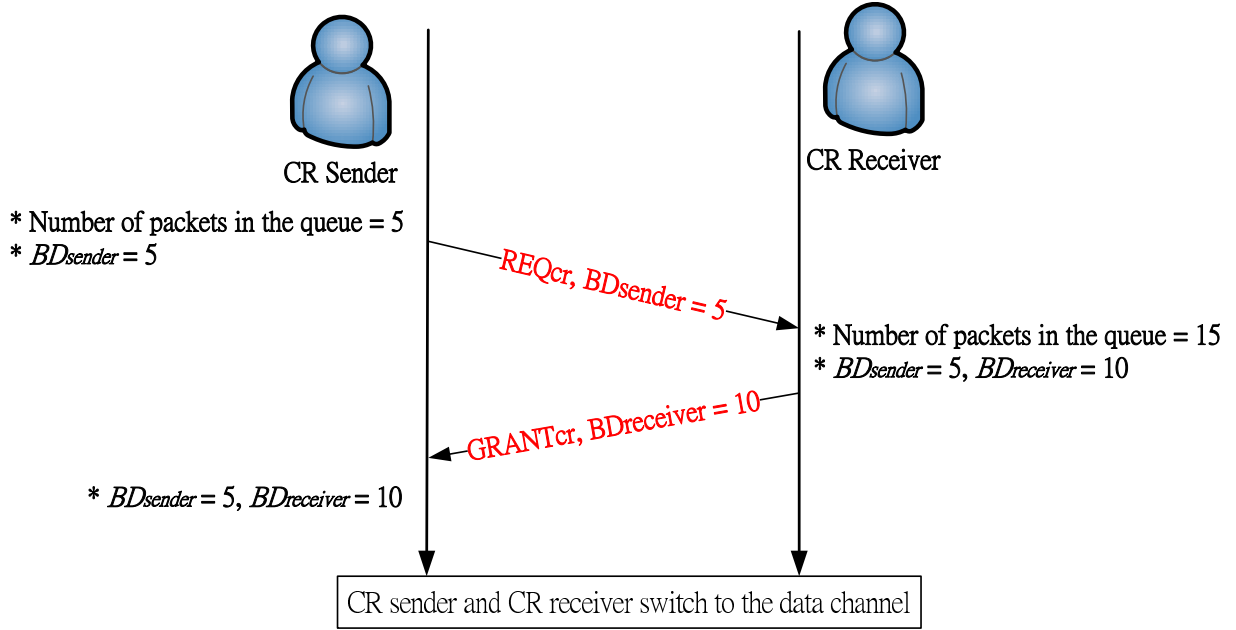 CR Sender
CR Receiver
* Number of packets in the queue = 5
* BDsender = 5
REQcr, BDsender = 5
* Number of packets in the queue = 15
* BDsender = 5, BDreceiver = 10
GRANTcr, BDreceiver = 10
* BDsender = 5, BDreceiver = 10
CR sender and CR receiver switch to the data channel